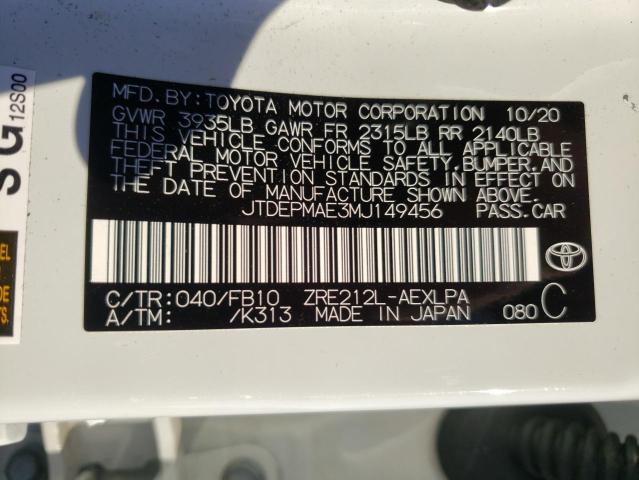 MFD.BY:TOYOTA MOTOR CORPORATION 10/20
GVWR 3935LB GAWR FR 2315LB RR 2140LB
THIS VEHICLE CONFORMS TO ALL APPLICABLE
FEDERAL MOTOR VEHICLE SAFETY,BUMPER,AND
THEFT PREVENTION STANDARDS IN EFFECT ON
THE DATE OF MANUFACTURE SHOWN ABOVE.
JTDEPMAE3MJ149456 PASS.CAR
C/TR:040/FB10 ZRE212L-AEXLPA C
A/TM: /K313 MADE IN JAPAN 080
SG
12S00